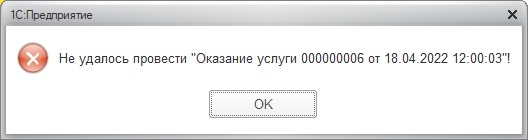 1С:Предприятие
Не удалось провести "Оказание услуги 000000006 от 18.04.2022 12:00:03"!
OK